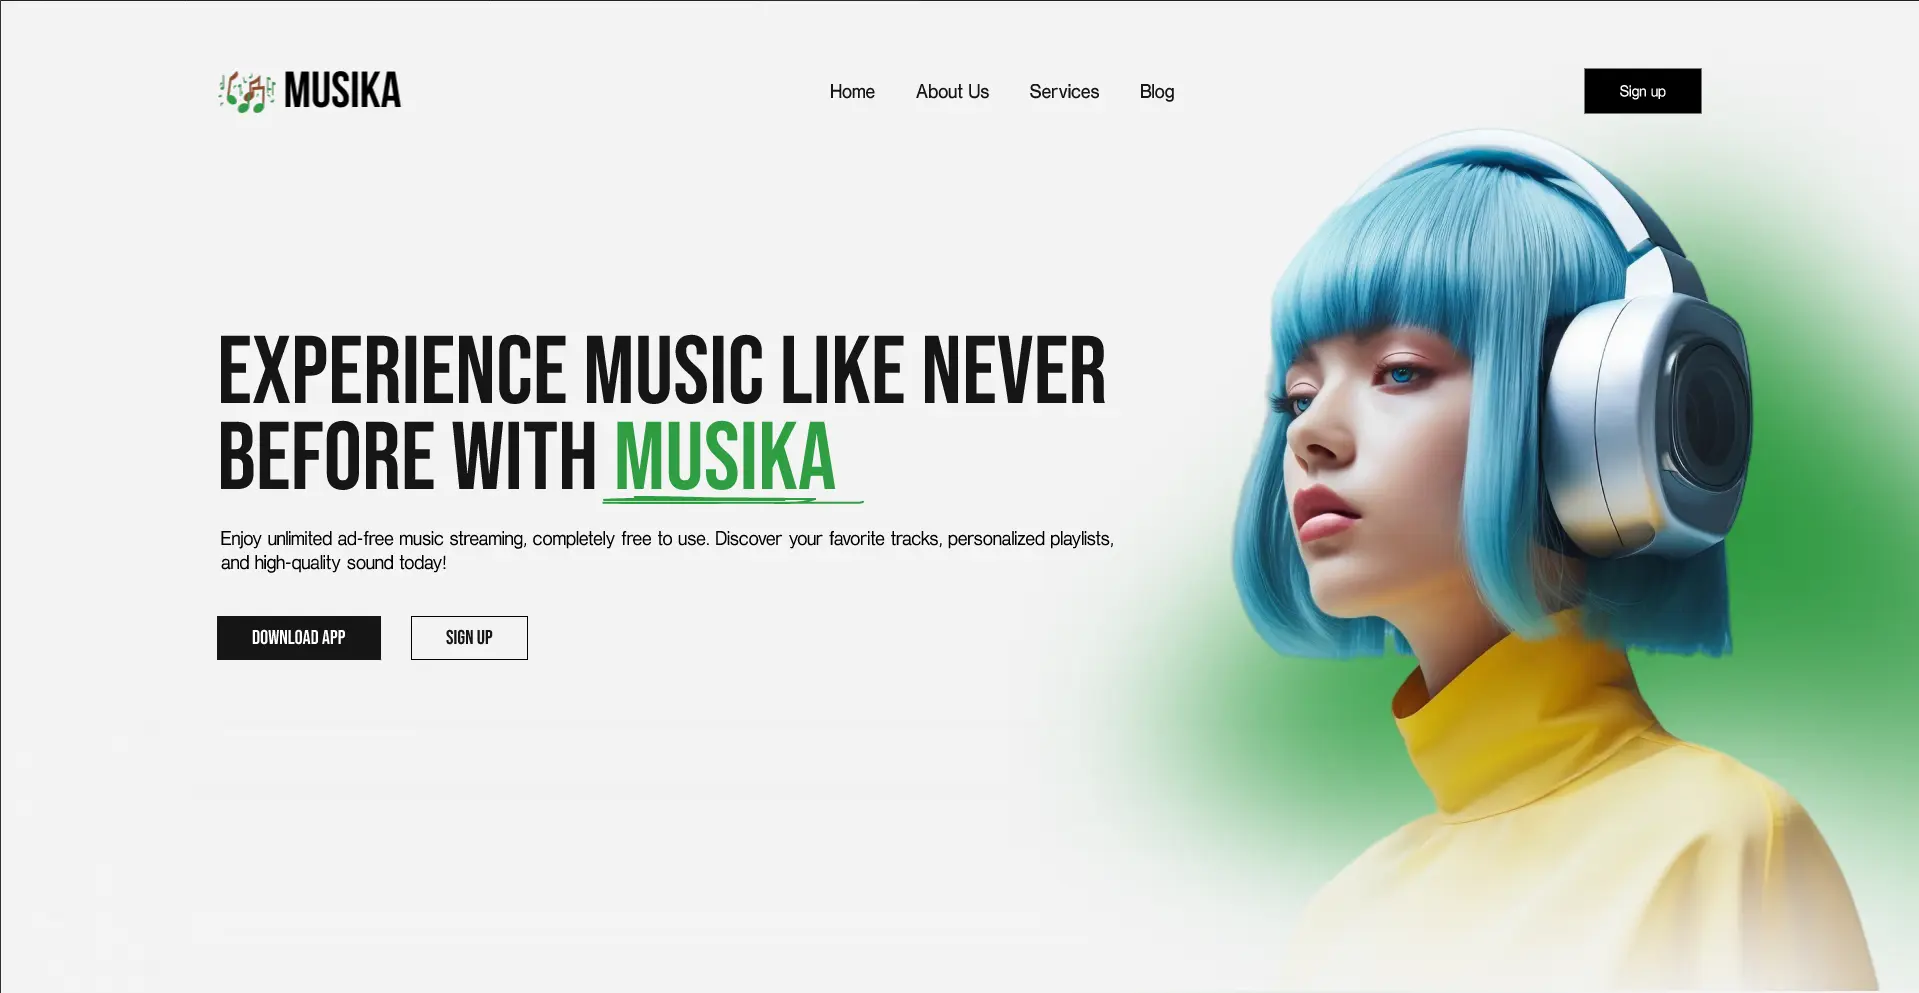 MUSIKA
Home
About Us
Services
Blog
Sign up
EXPERIENCE MUSIC LIKE NEVER
BEFORE WITH MUSIKA
Enjoy unlimited ad-free music streaming, completely free to use. Discover your favorite tracks, personalized playlists,
and high-quality sound today!
DOWNLOAD APP
SIGN UP